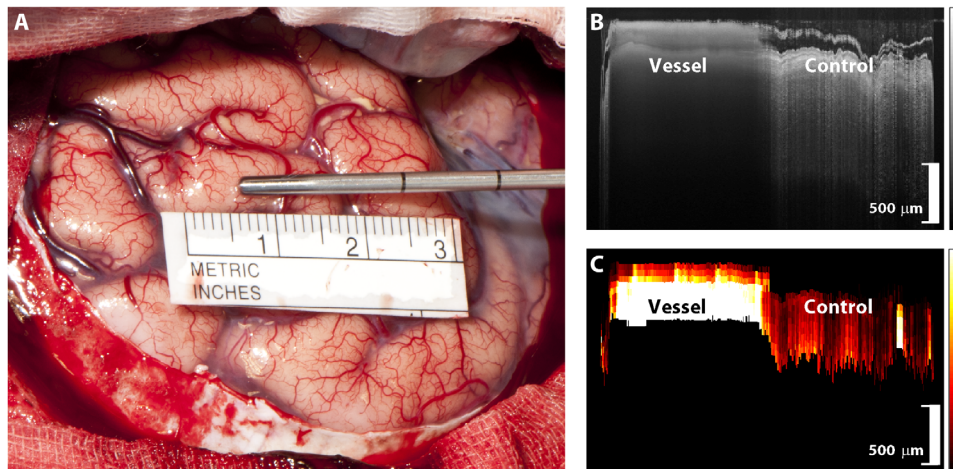 A
1 2 3
METRIC
INCHES
B
Vessel Control
500 μm
C
Vessel Control
500 μm